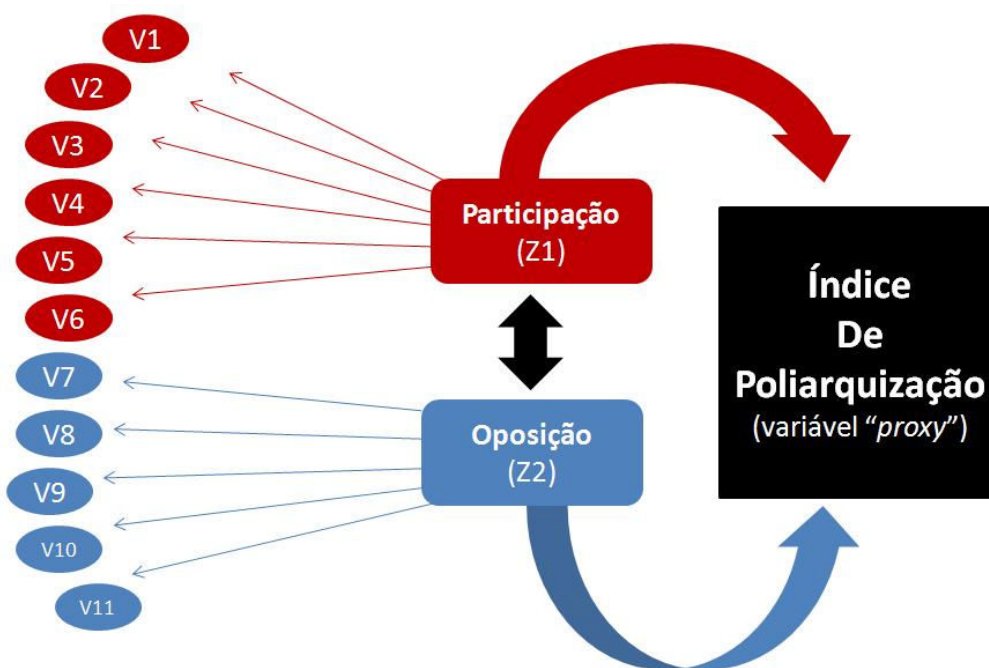 V1
V2
V3
V4
V5
V6
V7
V8
V9
V10
V11
Participação
(Z1)
Oposição
(Z2)
Índice
De
Poliarquização
(variável “proxy”)